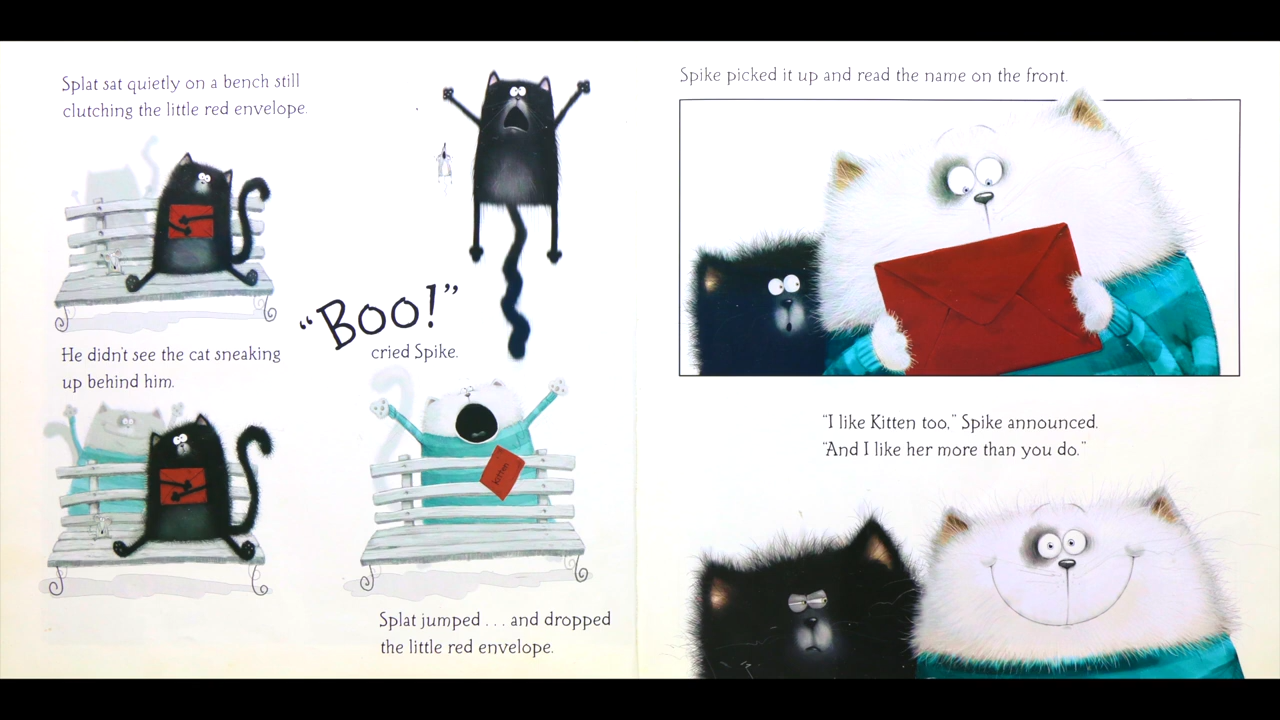 Splat sat quietly on a bench still
clutching the little red envelope.
He didn't see the cat sneaking
up behind him.
"Boo!"
cried Spike.
kitten
Splat jumped . . . and dropped
the little red envelope.
Spike picked it up and read the name on the front.
"I like Kitten too," Spike announced.
"And I like her more than you do."